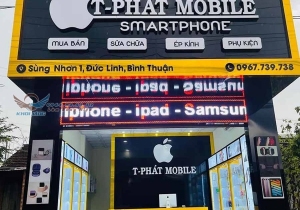 T-PHÁT MOBILE
SMARTPHONE
MUA BÁN
SỬA CHỮA
ÉP KÍNH
PHỤ KIỆN
Sùng Nhơn 1, Đức Linh, Bình Thuận
0967.739.738
iphone - ipad - Samsun
T-PHÁT MOBILE